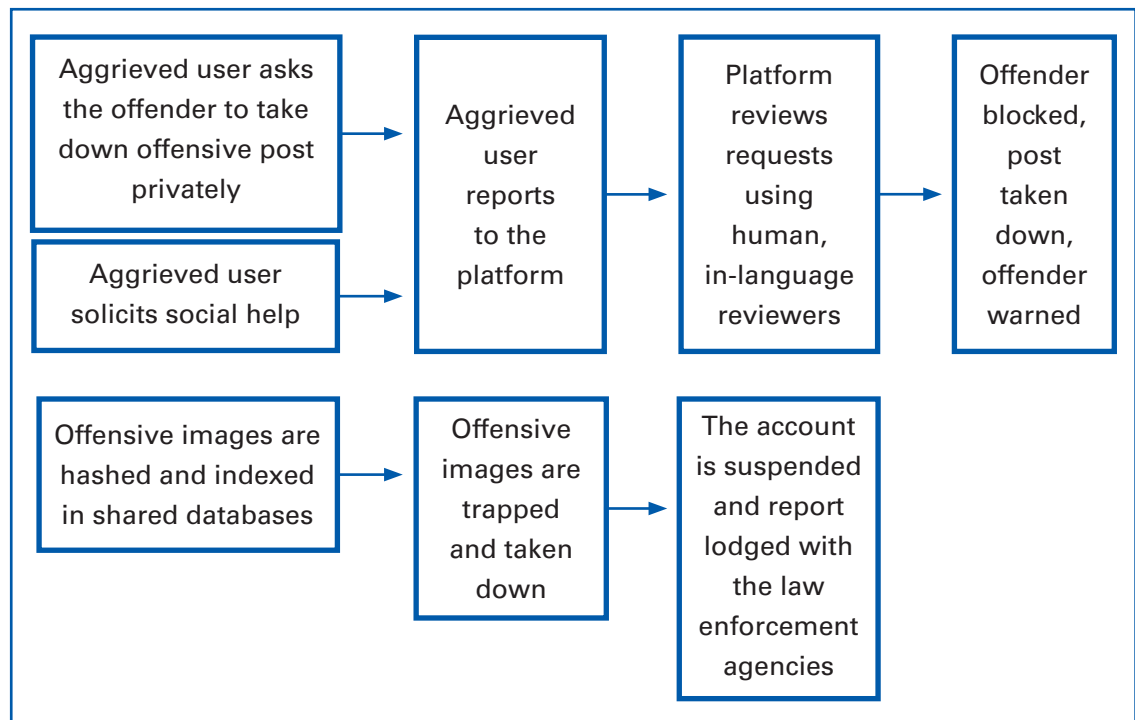 Aggrieved user asks
the offender to take
down offensive post
privately
Aggrieved user
solicits social help
Aggrieved
user
reports
to the
platform
Platform
reviews
requests
using
human,
in-language
reviewers
Offender
blocked,
post
taken
down,
offender
warned
Offensive images are
hashed and indexed
in shared databases
Offensive
images are
trapped
and taken
down
The account
is suspended
and report
lodged with
the law
enforcement
agencies